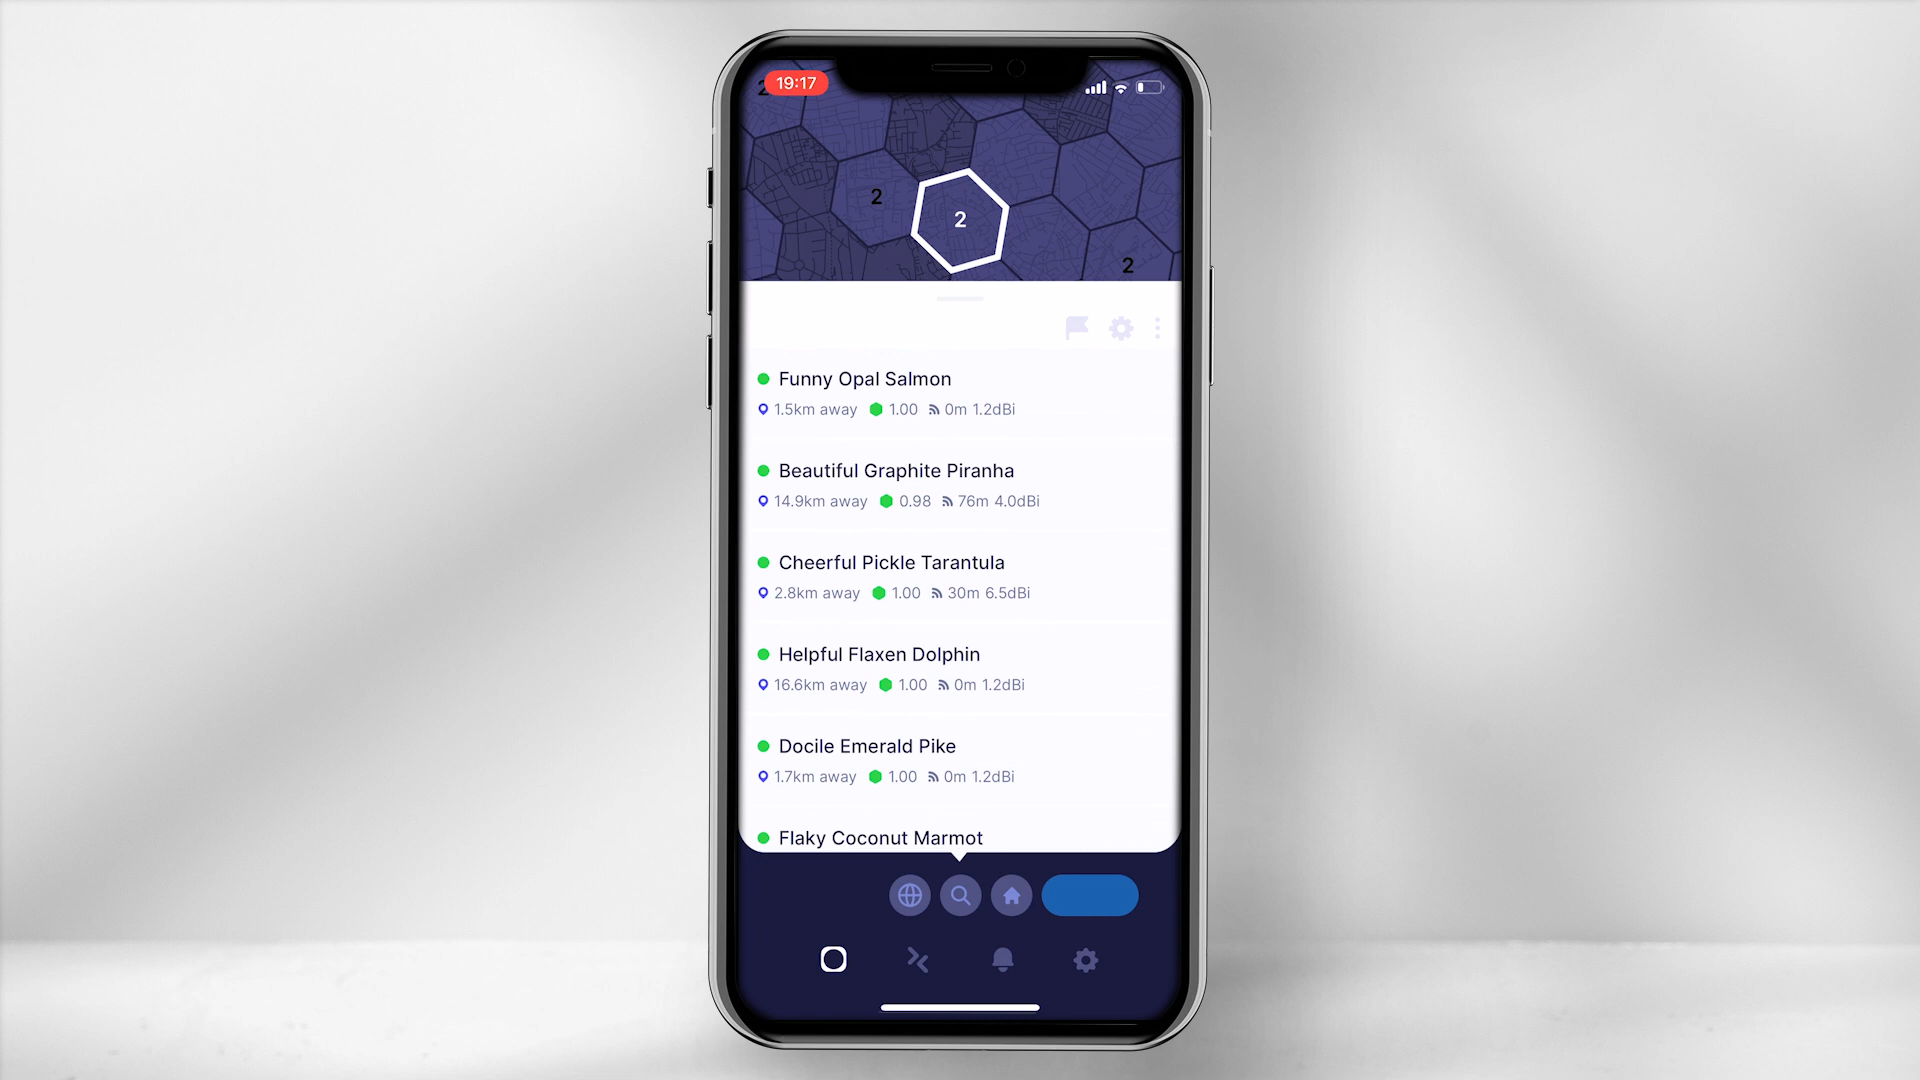 19:17
2
2
2
Funny Opal Salmon
1.5km away 1.00 0m 1.2dBi
Beautiful Graphite Piranha
14.9km away 0.98 76m 4.0dBi
Cheerful Pickle Tarantula
2.8km away 1.00 30m 6.5dBi
Helpful Flaxen Dolphin
16.6km away 1.00 0m 1.2dBi
Docile Emerald Pike
1.7km away 1.00 0m 1.2dBi
Flaky Coconut Marmot